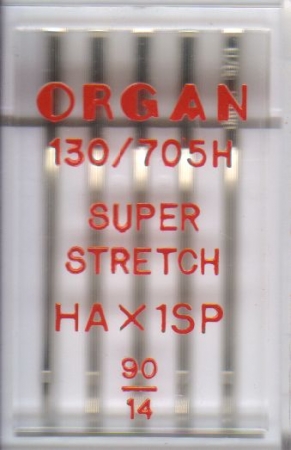 ORGAN
130/705H
SUPER
STRETCH
HA×1SP
90
14